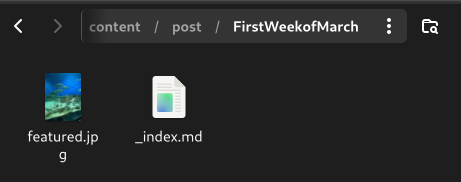 content / post / FirstWeekofMarch
featured.jp
g
_index.md